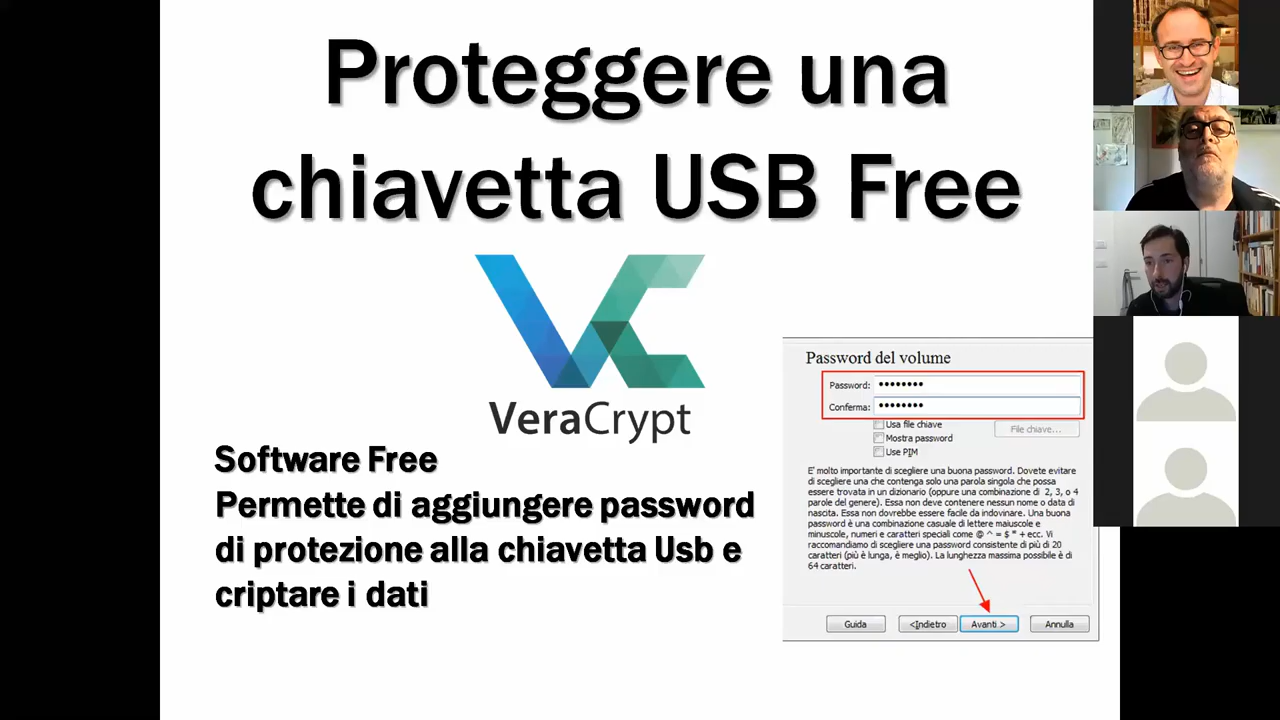 Proteggere una
chiavetta USB Free
VeraCrypt
Software Free
Permette di aggiungere password
di protezione alla chiavetta Usb e
criptare i dati
Password del volume
Password: ••••••••
Conferma: ••••••••
Usa file chiave
File chiave...
Mostra password
Use PIM
E' molto importante di scegliere una buona password. Dovete evitare
di scegliere una che contenga solo una parola singola che possa
essere trovata in un dizionario (oppure una combinazione di 2, 3, o 4
parole del genere). Essa non deve contenere nessun nome o data di
nascita. Essa non dovrebbe essere facile da indovinare. Una buona
password è una combinazione casuale di lettere maiuscole e
minuscole, numeri e caratteri speciali come @ ^ = $ * + ecc. Vi
raccomandiamo di scegliere una password consistente di più di 20
caratteri (più è lunga, è meglio). La lunghezza massima possibile è di
64 caratteri.
Guida
<Indietro
Avanti >
Annulla